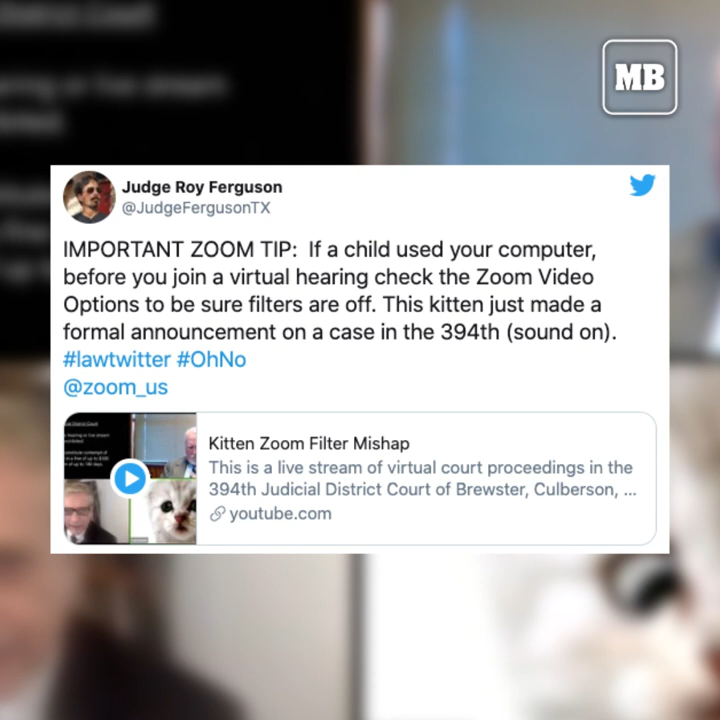 MB
Judge Roy Ferguson
@JudgeFergusonTX
IMPORTANT ZOOM TIP: If a child used your computer,
before you join a virtual hearing check the Zoom Video
Options to be sure filters are off. This kitten just made a
formal announcement on a case in the 394th (sound on).
#lawtwitter #OhNo
@zoom_us
Kitten Zoom Filter Mishap
This is a live stream of virtual court proceedings in the
394th Judicial District Court of Brewster, Culberson, ...
youtube.com